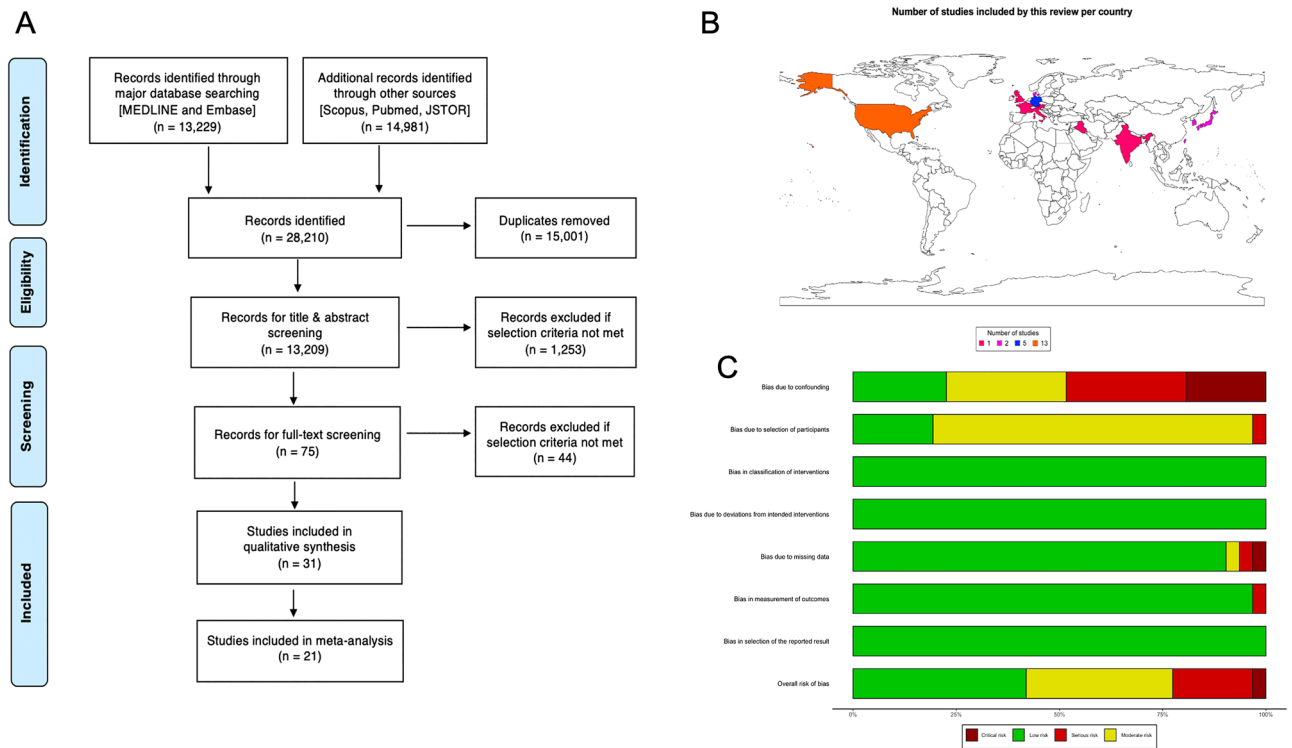 A
Identification
Eligibility
Screening
Included
Records identified through
major database searching
[MEDLINE and Embase]
(n = 13,229)
Additional records identified
through other sources
[Scopus, Pubmed, JSTOR]
(n = 14,981)
Records identified
(n = 28,210)
Duplicates removed
(n = 15,001)
Records for title & abstract
screening
(n = 13,209)
Records excluded if
selection criteria not met
(n = 1,253)
Records for full-text screening
(n = 75)
Records excluded if
selection criteria not met
(n = 44)
Studies included in
qualitative synthesis
(n = 31)
Studies included in meta-analysis
(n = 21)
B
Number of studies included by this review per country
Number of studies
1 2 5 13
C
Bias due to confounding
Bias due to selection of participants
Bias in classification of interventions
Bias due to deviations from intended interventions
Bias due to missing data
Bias in measurement of outcomes
Bias in selection of the reported result
Overall risk of bias
0% 25% 50% 75% 100%
Critical risk Low risk Serious risk Moderate risk